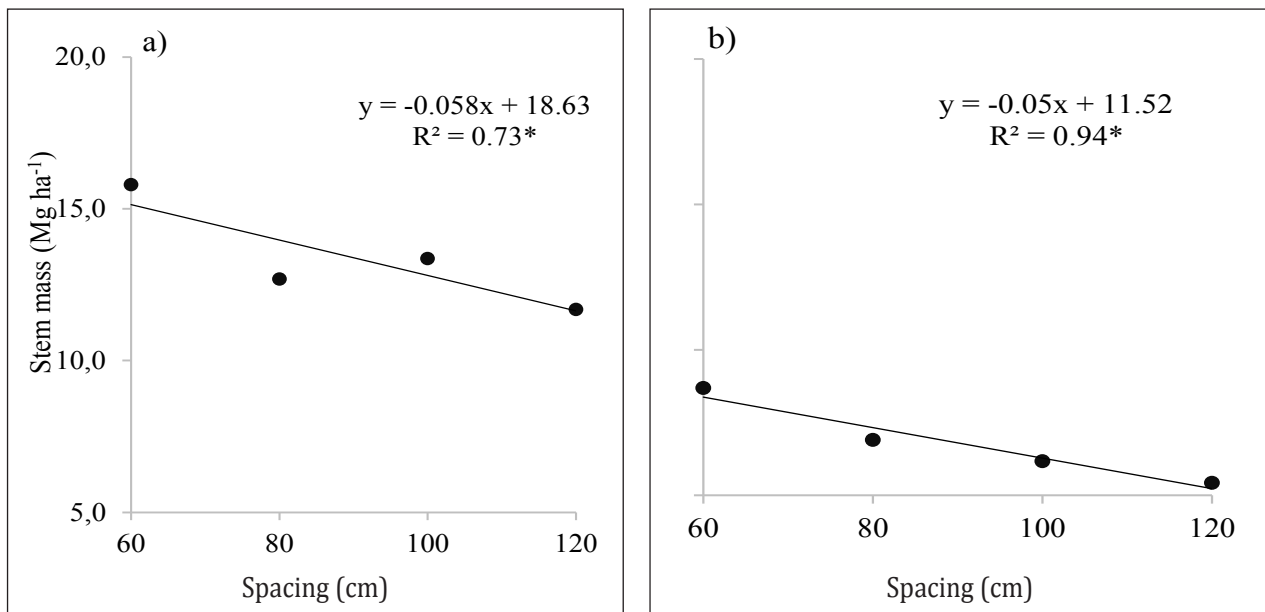 a)
20,0
y = -0.058x + 18.63
R² = 0.73*
15,0
10,0
5,0
Stem mass (Mg ha⁻¹)
60 80 100 120
Spacing (cm)
b)
y = -0.05x + 11.52
R² = 0.94*
60 80 100 120
Spacing (cm)